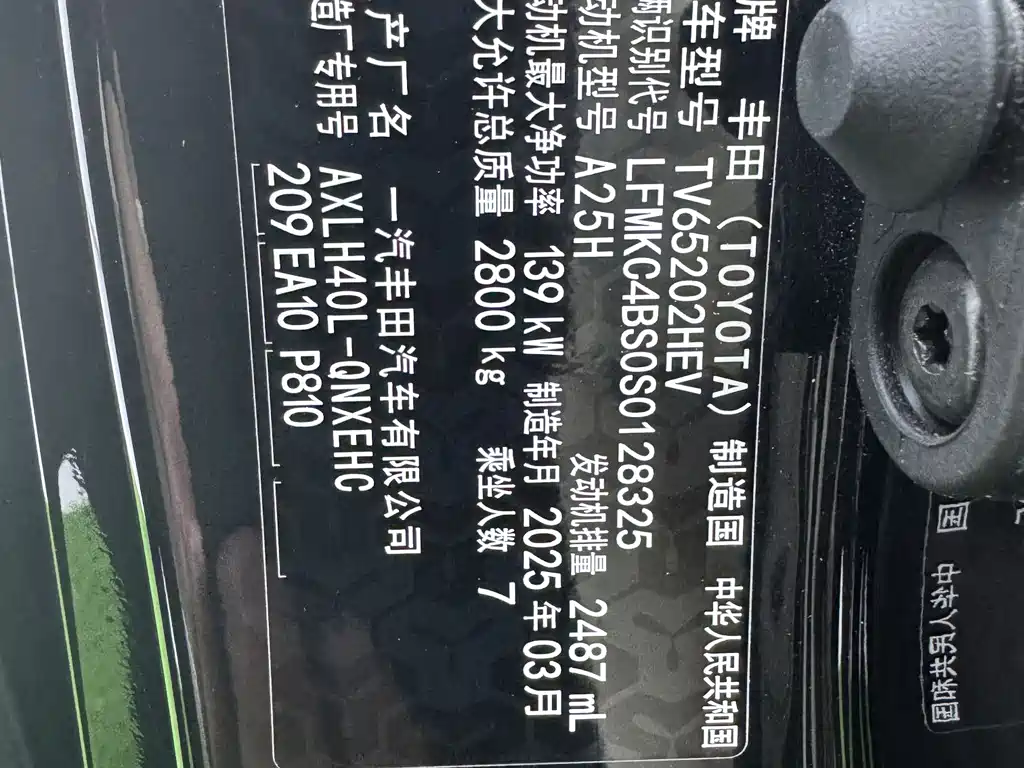 牌 丰田（TOYOTA） 制造国 中华人民共和国
车型号 TV65202HEV
识别代号 LFMKC4BS0S0128325
动机型号 A25H 发动机排量 2487 mL
动机最大净功率 139 kW 制造年月 2025 年 03 月
大允许总质量 2800 kg 乘坐人数 7
产厂名 一汽丰田汽车有限公司
造厂专用号 AXLH40L-QNXEHC
209 EA10 P810